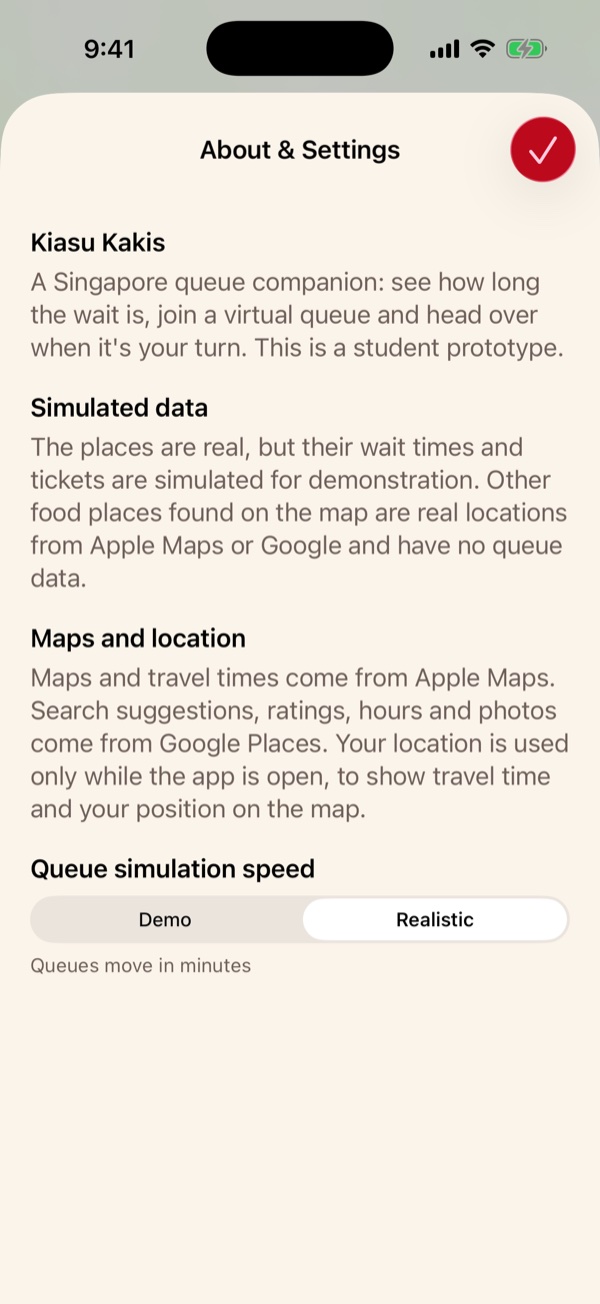 9:41
About & Settings
Kiasu Kakis
A Singapore queue companion: see how long
the wait is, join a virtual queue and head over
when it's your turn. This is a student prototype.
Simulated data
The places are real, but their wait times and
tickets are simulated for demonstration. Other
food places found on the map are real locations
from Apple Maps or Google and have no queue
data.
Maps and location
Maps and travel times come from Apple Maps.
Search suggestions, ratings, hours and photos
come from Google Places. Your location is used
only while the app is open, to show travel time
and your position on the map.
Queue simulation speed
Demo Realistic
Queues move in minutes